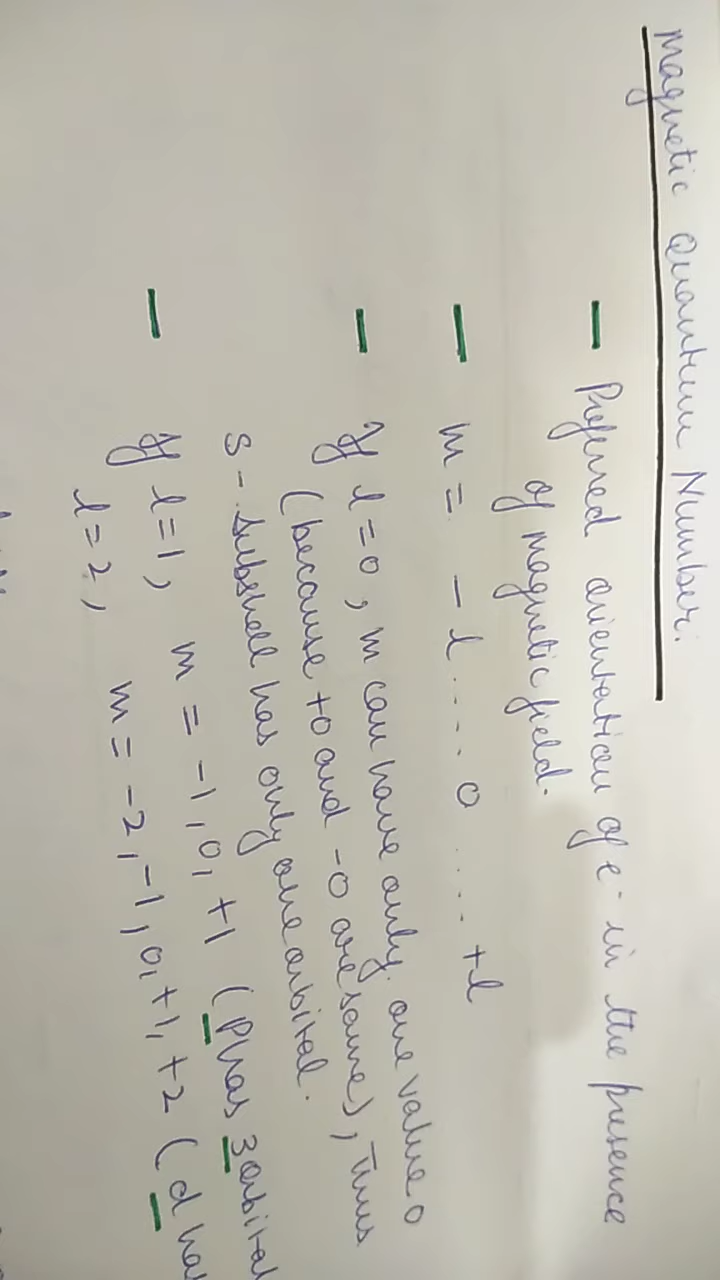 Magnetic Quantum Number:
- Preferred orientation of e- in the presence
of magnetic field.
- m = -l.....0.....+l
- If l=0, m can have only one value 0
(because +0 and -0 are same), Thus
s-subshell has only one orbital.
- If l=1, m = -1, 0, +1 (P has 3 orbital
l=2, m = -2, -1, 0, +1, +2 (d has